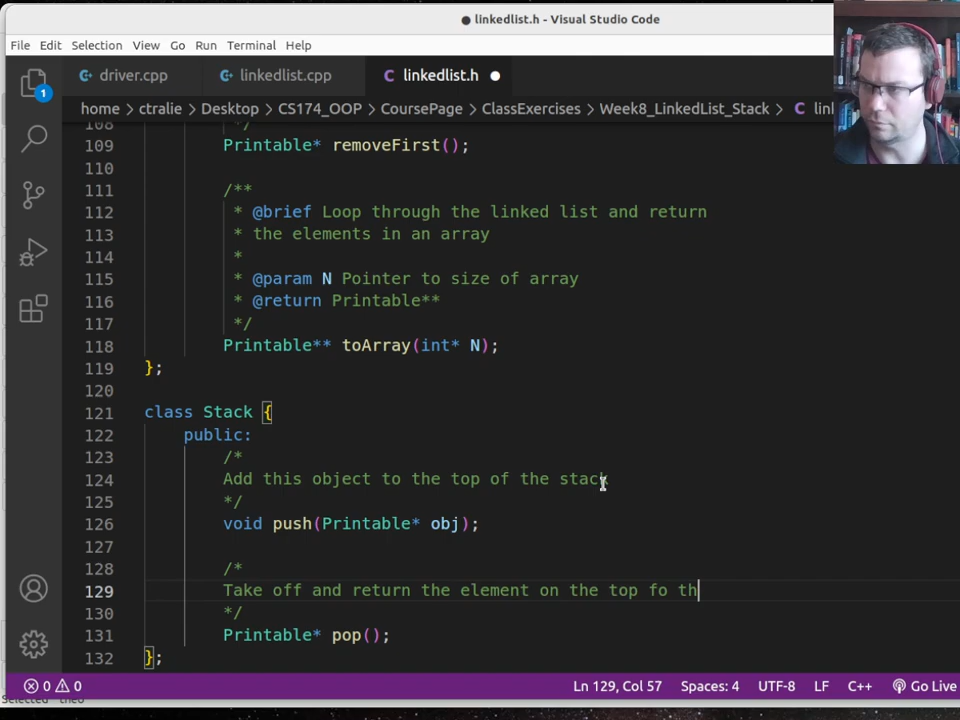 ● linkedlist.h - Visual Studio Code
File Edit Selection View Go Run Terminal Help
driver.cpp linkedlist.cpp C linkedlist.h ●
home > ctralie > Desktop > CS174_OOP > CoursePage > ClassExercises > Week8_LinkedList_Stack > C lin
1
108 */
109 Printable* removeFirst();
110
111 /**
112 * @brief Loop through the linked list and return
113 * the elements in an array
114 *
115 * @param N Pointer to size of array
116 * @return Printable**
117 */
118 Printable** toArray(int* N);
119 };
120
121 class Stack {
122 public:
123 /*
124 Add this object to the top of the stack
125 */
126 void push(Printable* obj);
127
128 /*
129 Take off and return the element on the top fo th
130 */
131 Printable* pop();
132 };
0 0 Ln 129, Col 57 Spaces: 4 UTF-8 LF C++ Go Live